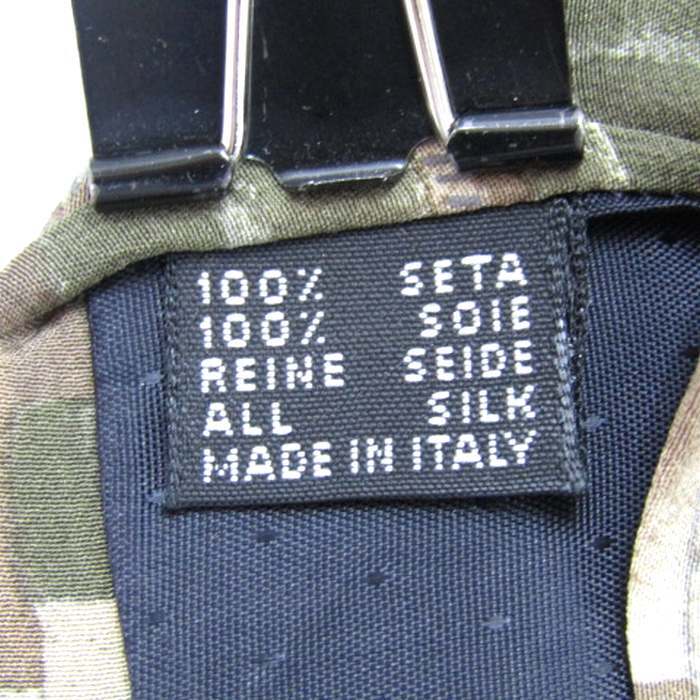 100% SETA
100% SOIE
REINE SEIDE
ALL SILK
MADE IN ITALY